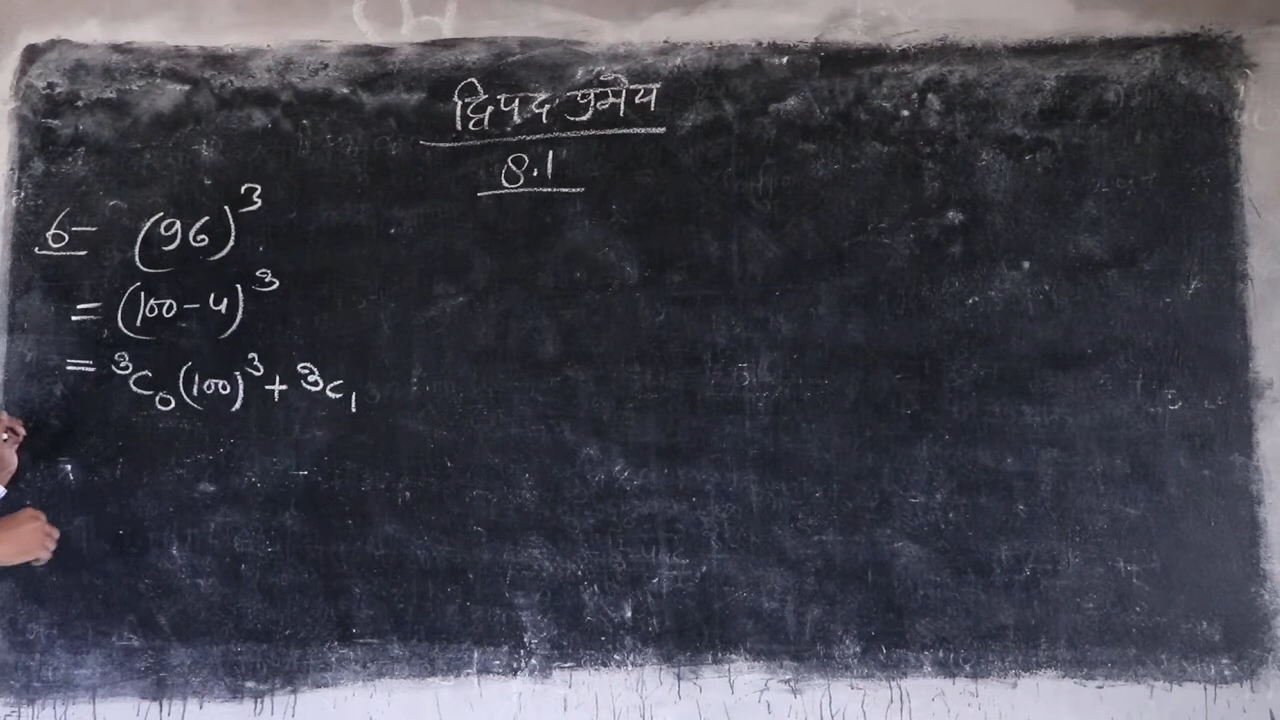 द्विपद प्रमेय
8.1
6- (96)³
= (100-4)³
= ³C₀(100)³ + ³C₁